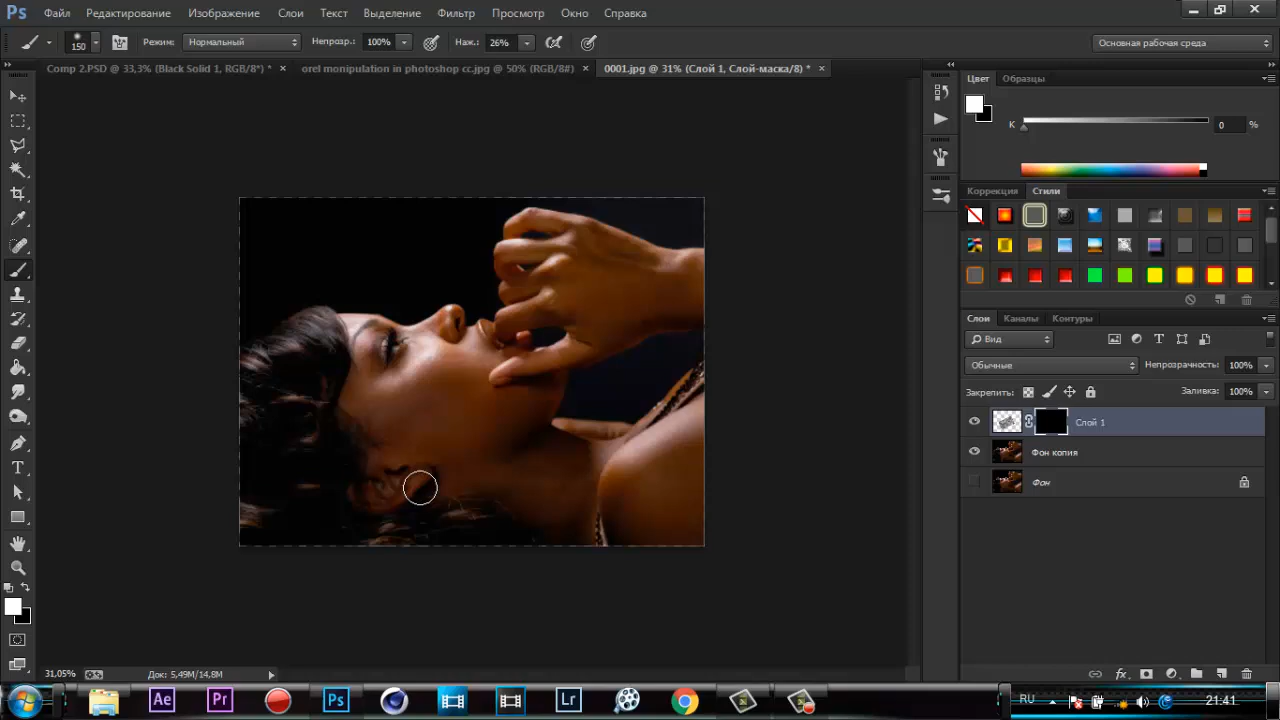 Ps Файл Редактирование Изображение Слои Текст Выделение Фильтр Просмотр Окно Справка
150 Режим: Нормальный Непрозр.: 100% Наж.: 26% Основная рабочая среда
Comp 2.PSD @ 33,3% (Black Solid 1, RGB/8*) * × orel monipulation in photoshop cc.jpg @ 50% (RGB/8#) × 0001.jpg @ 31% (Слой 1, Слой-маска/8) * ×
Цвет Образцы
K 0 %
Коррекция Стили
Слои Каналы Контуры
Вид
Обычные Непрозрачность: 100%
Закрепить: Заливка: 100%
Слой 1
Фон копия
Фон
31,05% Док: 5,49M/14,8M
Ae Pr Ps Lr RU 21:41